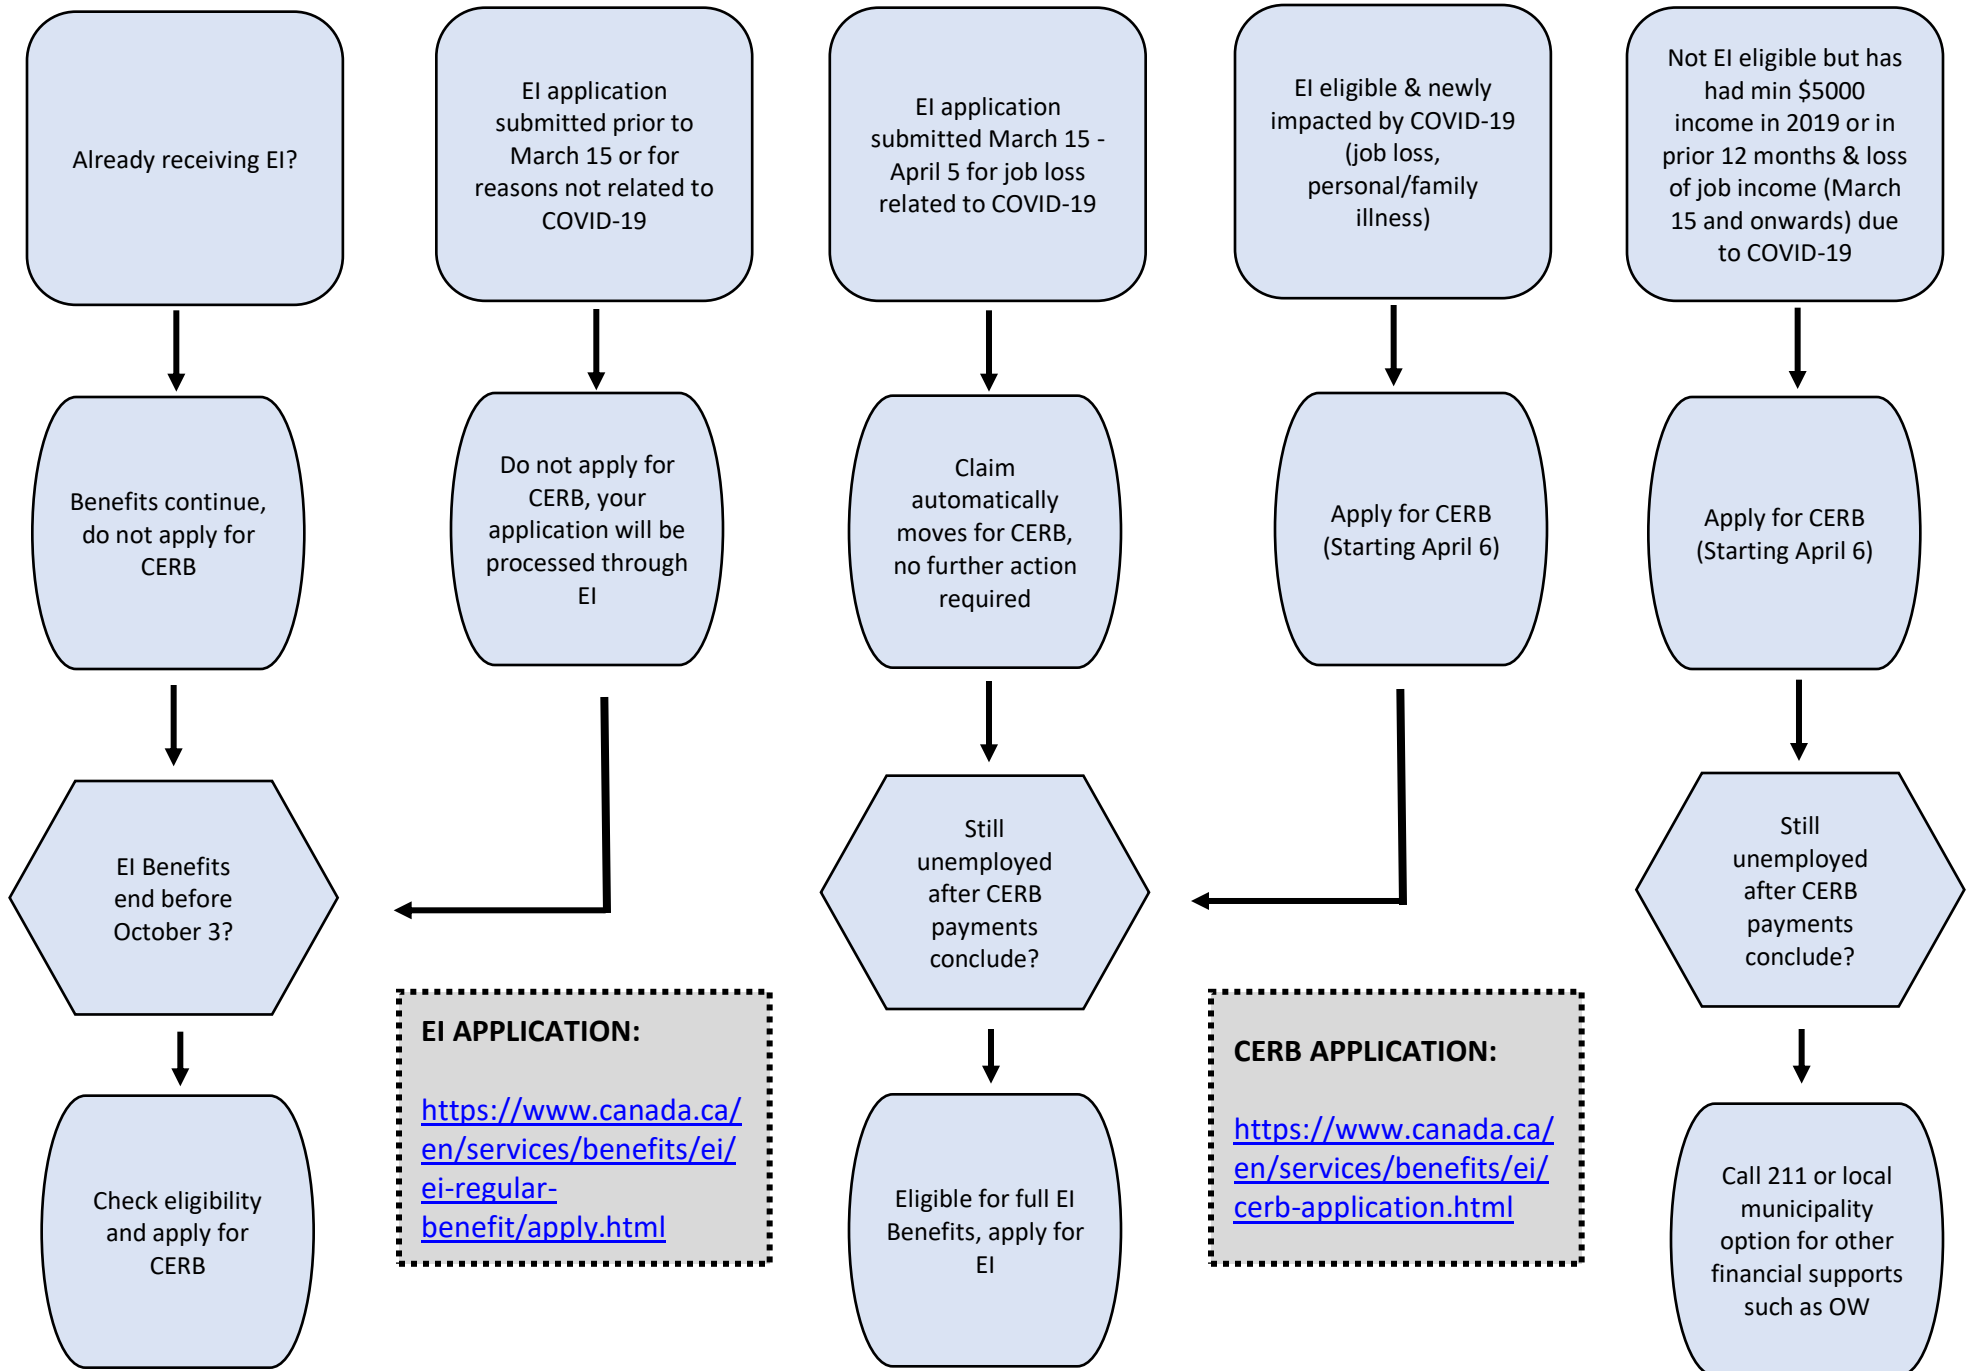 Already receiving EI?
EI application
submitted prior to
March 15 or for
reasons not related to
COVID-19
EI application
submitted March 15 -
April 5 for job loss
related to COVID-19
EI eligible & newly
impacted by COVID-19
(job loss,
personal/family
illness)
Not EI eligible but has
had min $5000
income in 2019 or in
prior 12 months & loss
of job income (March
15 and onwards) due
to COVID-19
Benefits continue,
do not apply for
CERB
Do not apply for
CERB, your
application will be
processed through
EI
Claim
automatically
moves for CERB,
no further action
required
Apply for CERB
(Starting April 6)
Apply for CERB
(Starting April 6)
EI Benefits
end before
October 3?
Still
unemployed
after CERB
payments
conclude?
Still
unemployed
after CERB
payments
conclude?
EI APPLICATION:
https://www.canada.ca/
en/services/benefits/ei/
ei-regular-
benefit/apply.html
CERB APPLICATION:
https://www.canada.ca/
en/services/benefits/ei/
cerb-application.html
Check eligibility
and apply for
CERB
Eligible for full EI
Benefits, apply for
EI
Call 211 or local
municipality
option for other
financial supports
such as OW